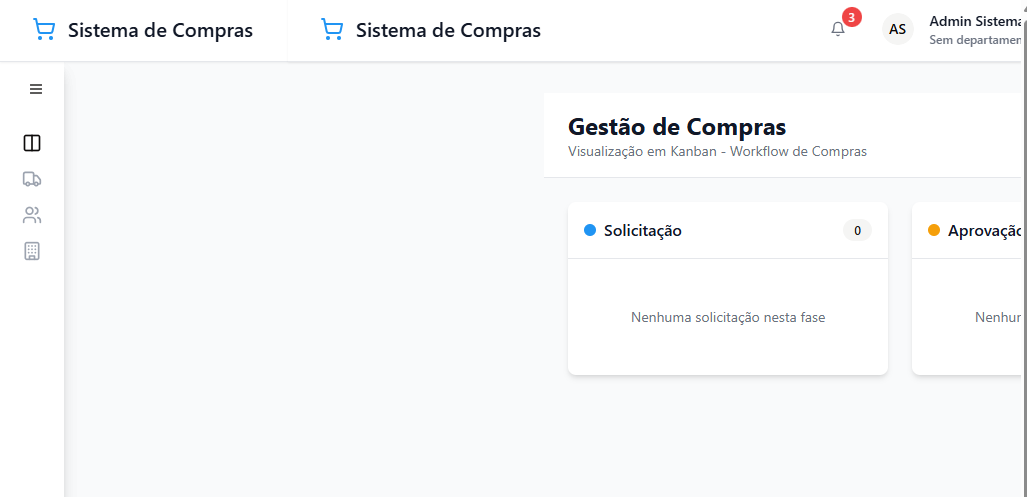 Sistema de Compras
Sistema de Compras
3
AS
Admin Sistema
Sem departamen
Gestão de Compras
Visualização em Kanban - Workflow de Compras
Solicitação
0
Aprovação
Nenhuma solicitação nesta fase
Nenhur